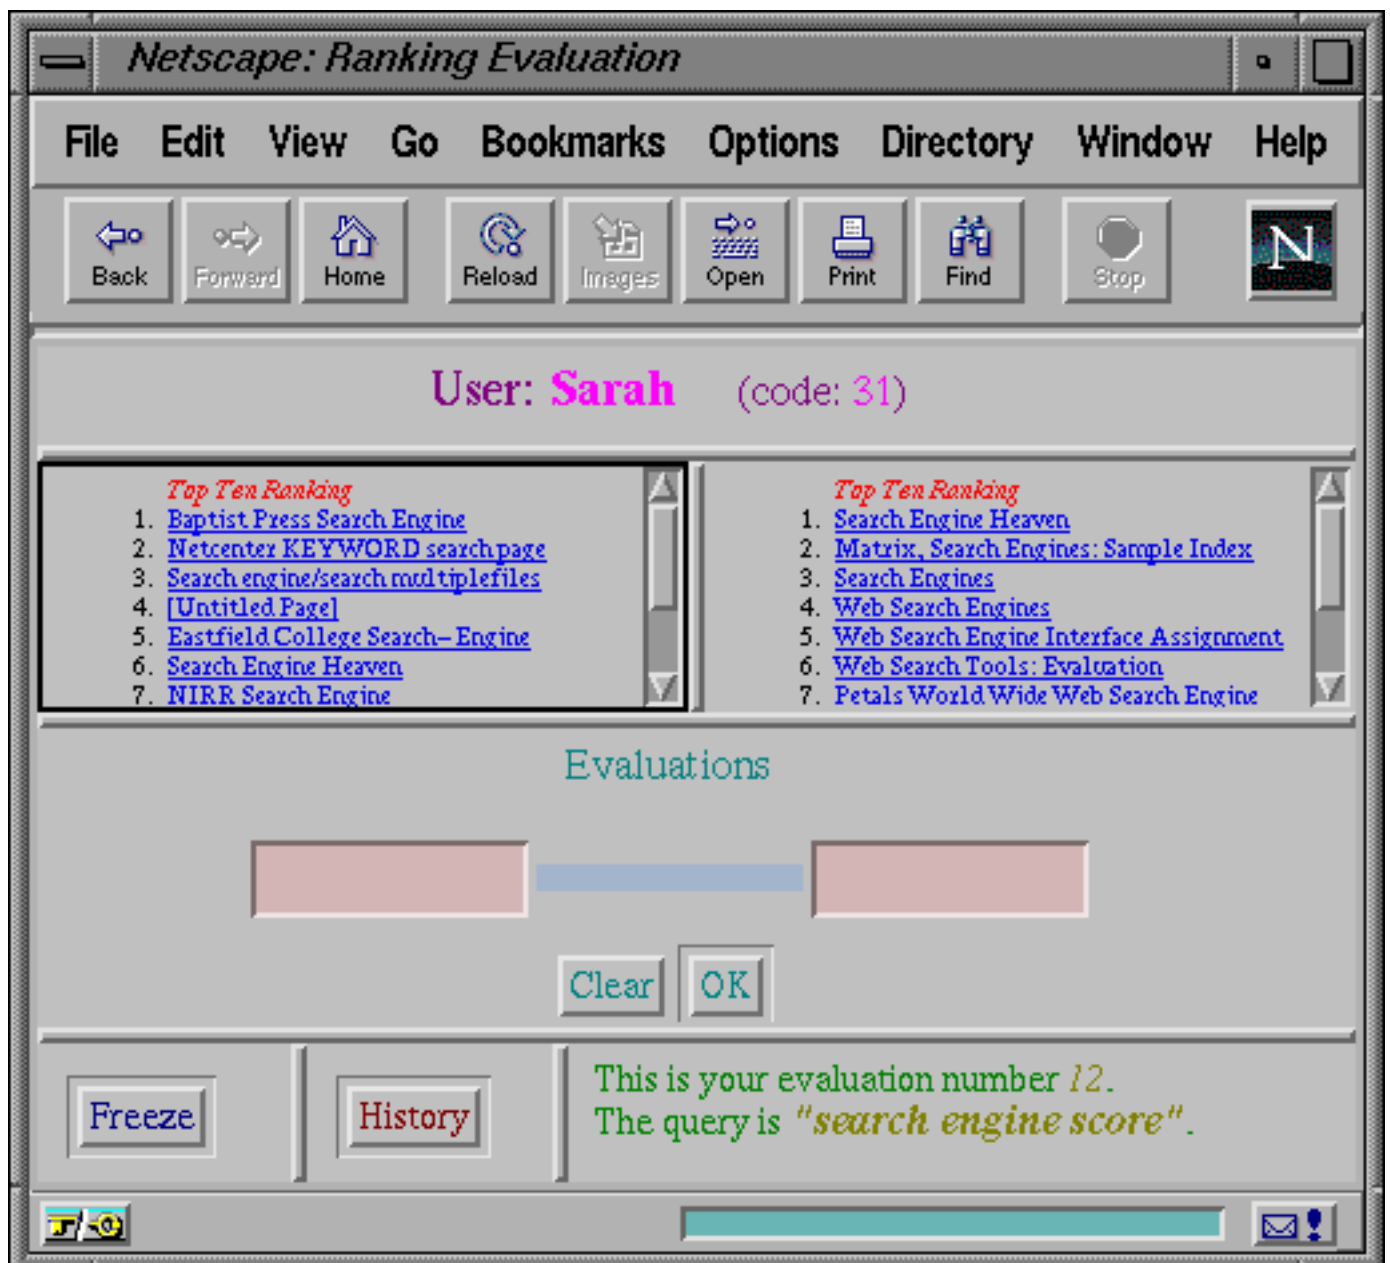 Netscape: Ranking Evaluation
File Edit View Go Bookmarks Options Directory Window Help
Back Forward Home Reload Images Open Print Find Stop N
User: Sarah (code: 31)
Top Ten Ranking
1. Baptist Press Search Engine
2. Netcenter KEYWORD search page
3. Search engine/search multiplefiles
4. [Untitled Page]
5. Eastfield College Search-Engine
6. Search Engine Heaven
7. NIRR Search Engine
Top Ten Ranking
1. Search Engine Heaven
2. Matrix, Search Engines: Sample Index
3. Search Engines
4. Web Search Engines
5. Web Search Engine Interface Assignment
6. Web Search Tools: Evaluation
7. Petals World Wide Web Search Engine
Evaluations
Clear OK
Freeze
History
This is your evaluation number 12.
The query is "search engine score".